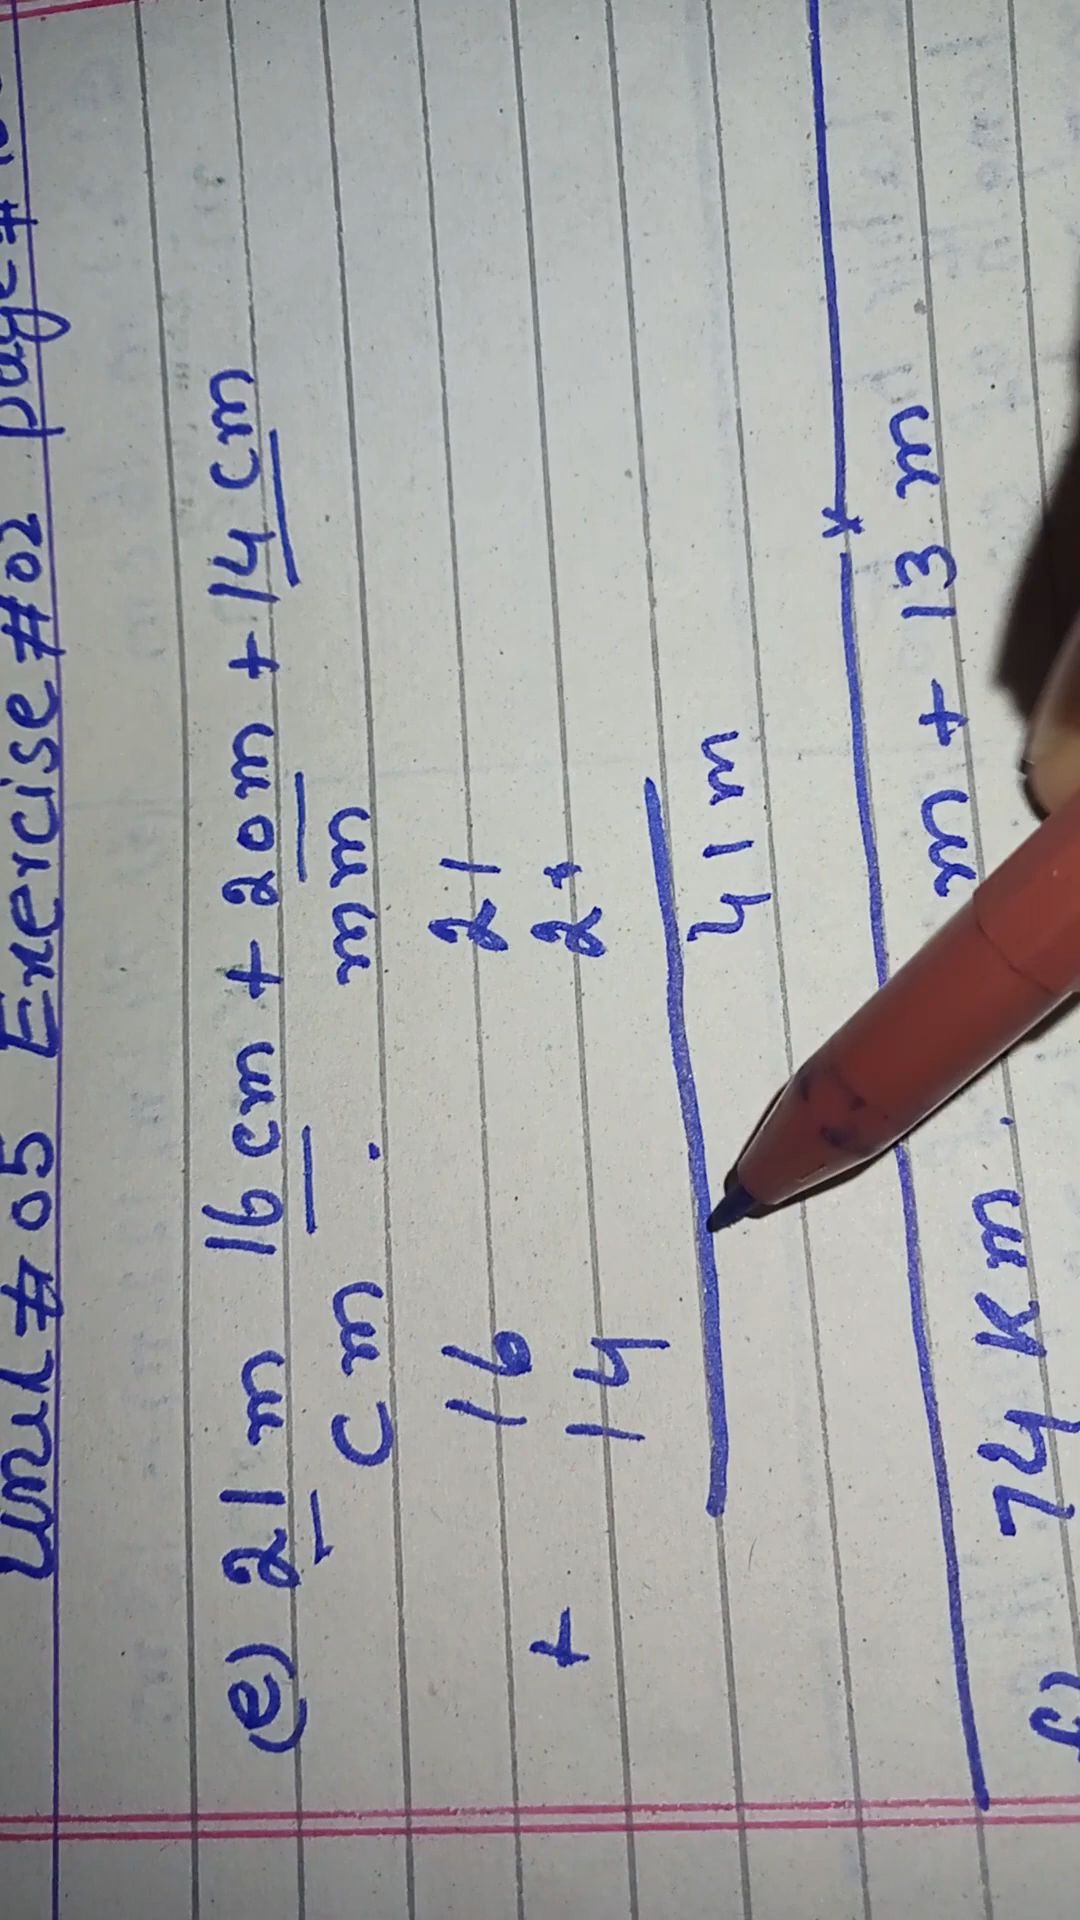 Unit # 05 Exercise # 02 page #
(e) 21 m 16 cm + 20 m + 14 cm
cm mm
16 21
+ 14
41 m
74 Km m + 13 m